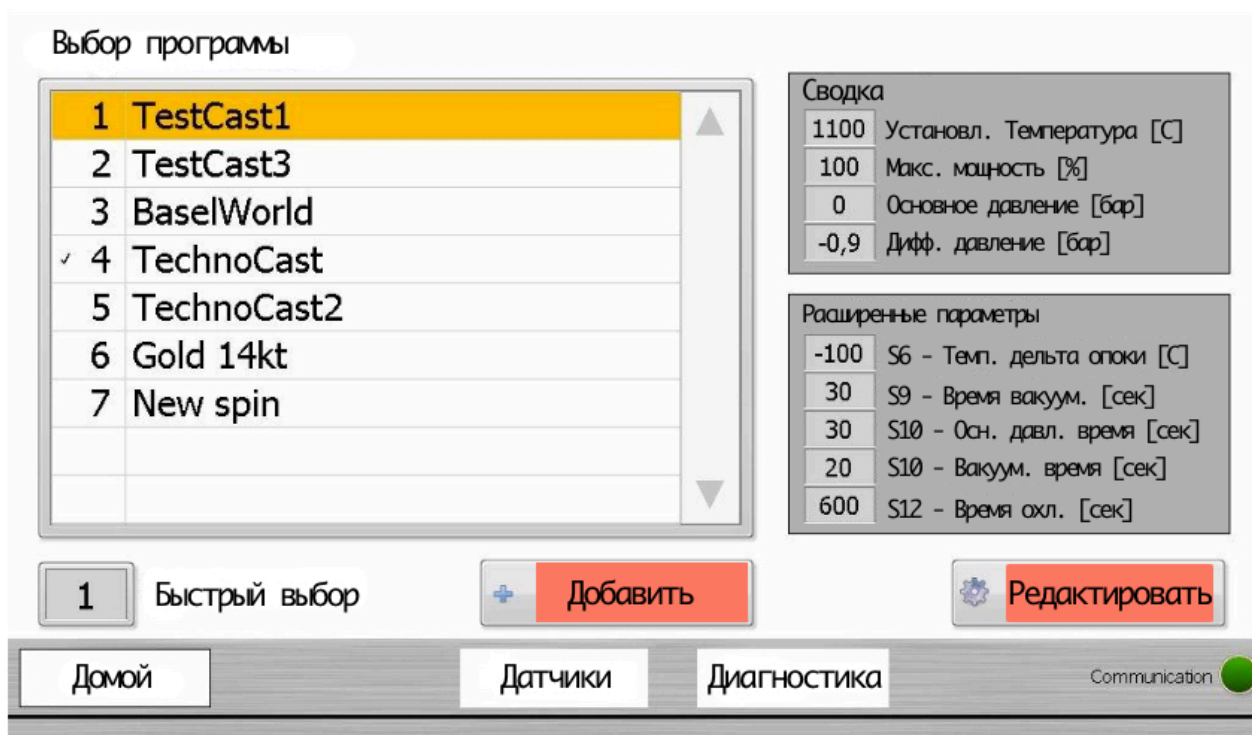 Выбор программы
1 TestCast1
2 TestCast3
3 BaselWorld
✓ 4 TechnoCast
5 TechnoCast2
6 Gold 14kt
7 New spin
Сводка
1100 Установл. Температура [C]
100 Макс. мощность [%]
0 Основное давление [бар]
-0,9 Дифф. давление [бар]
Расширенные параметры
-100 S6 - Темп. дельта опоки [C]
30 S9 - Время вакуум. [сек]
30 S10 - Осн. давл. время [сек]
20 S10 - Вакуум. время [сек]
600 S12 - Время охл. [сек]
1 Быстрый выбор
Добавить
Редактировать
Домой
Датчики
Диагностика
Communication